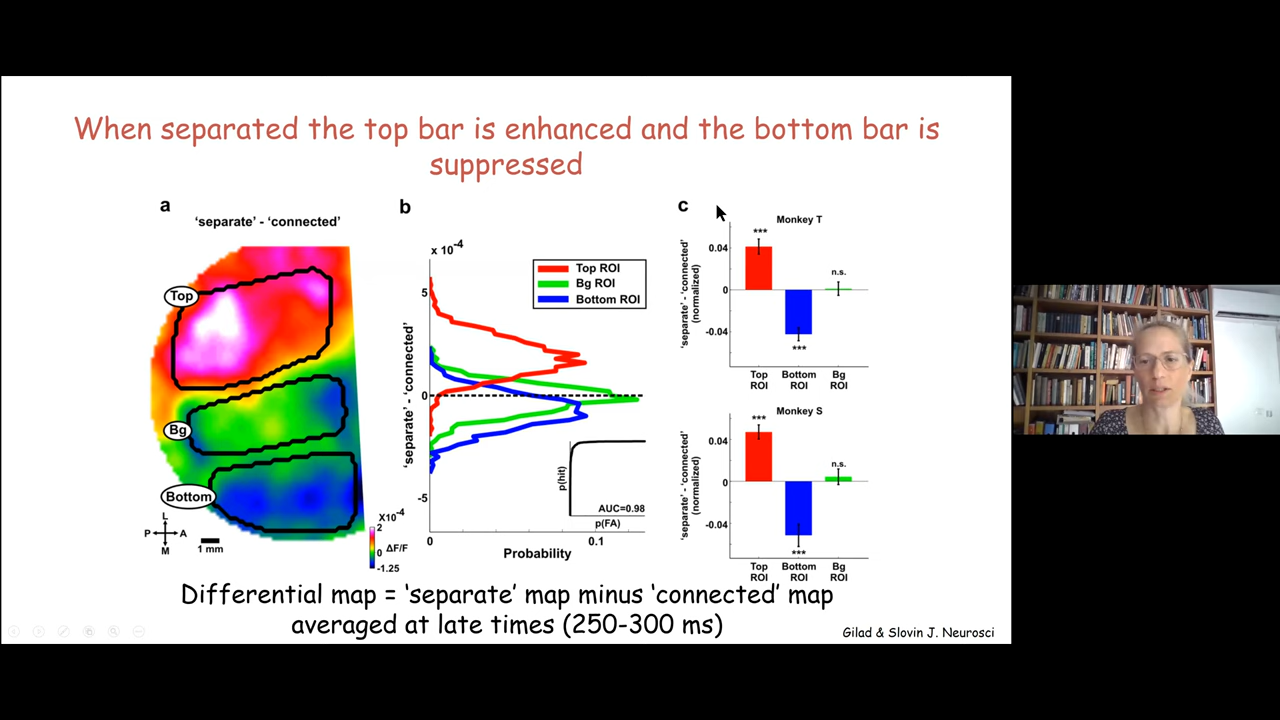 When separated the top bar is enhanced and the bottom bar is
suppressed
a
'separate' - 'connected'
Top
Bg
Bottom
L
P
A
M
1 mm
X10⁻⁴
2
0
ΔF/F
-1.25
b
x 10⁻⁴
5
0
-5
'separate' - 'connected'
Top ROI
Bg ROI
Bottom ROI
p(hit)
AUC=0.98
p(FA)
0
0.1
Probability
c
Monkey T
'separate' - 'connected'
(normalized)
0.04
0
-0.04
***
***
n.s.
Top
ROI
Bottom
ROI
Bg
ROI
Monkey S
'separate' - 'connected'
(normalized)
0.04
0
-0.04
***
***
n.s.
Top
ROI
Bottom
ROI
Bg
ROI
Differential map = 'separate' map minus 'connected' map
averaged at late times (250-300 ms)
Gilad & Slovin J. Neurosci